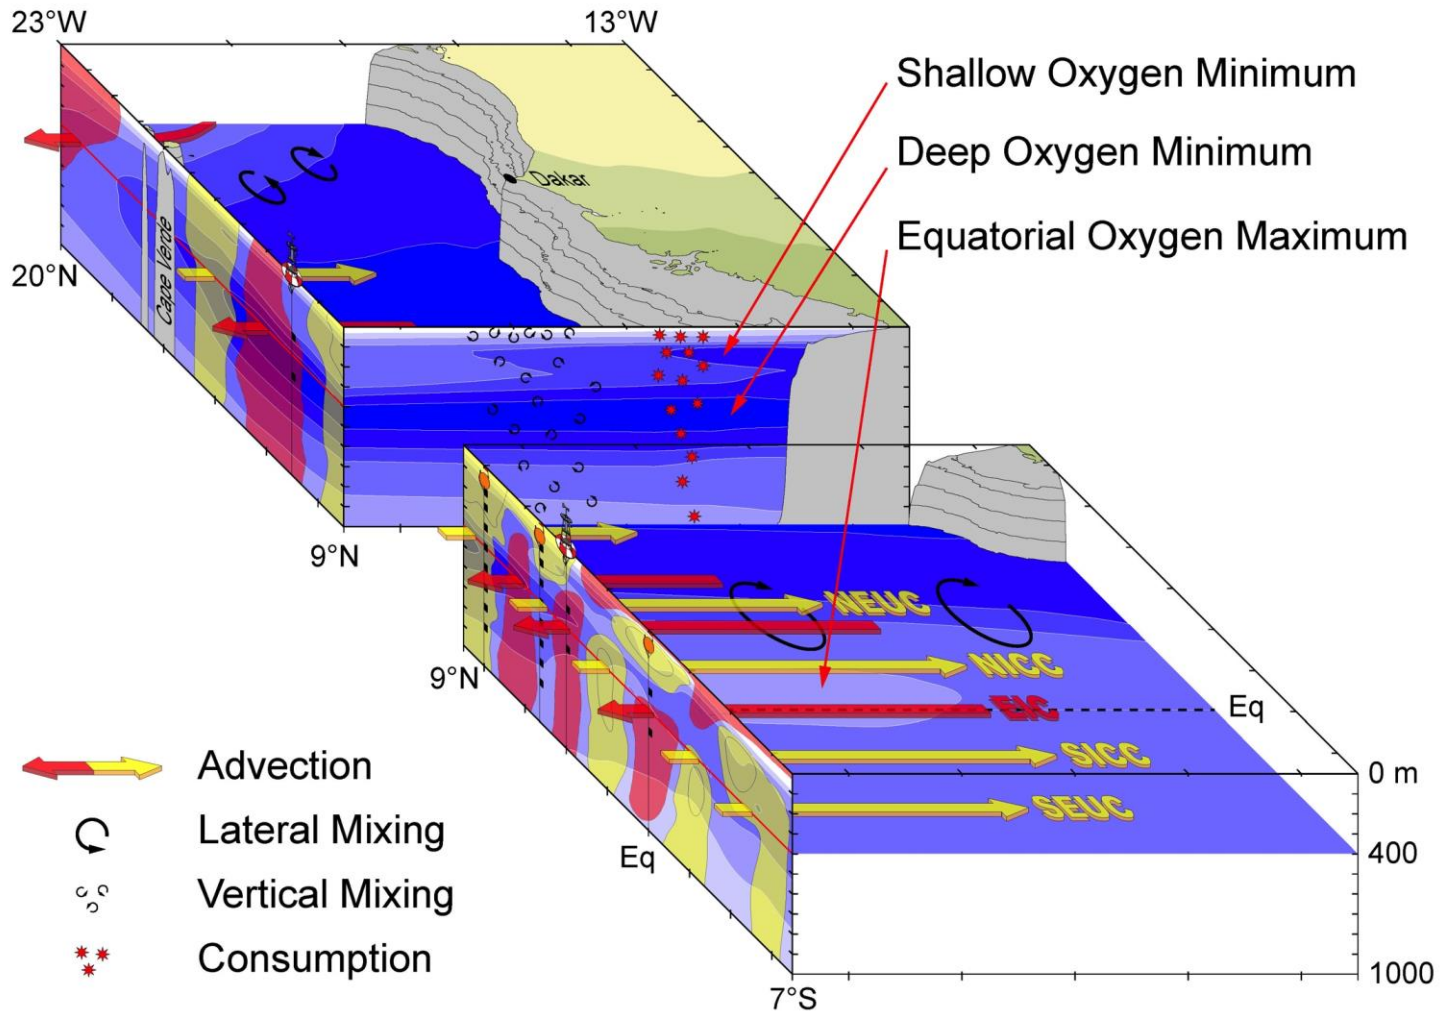 23°W
13°W
Shallow Oxygen Minimum
Deep Oxygen Minimum
Equatorial Oxygen Maximum
Dakar
Cape Verde
20°N
9°N
9°N
NEUC
NICC
EIC
Eq
SICC
SEUC
0 m
400
1000
Eq
7°S
Advection
Lateral Mixing
Vertical Mixing
Consumption